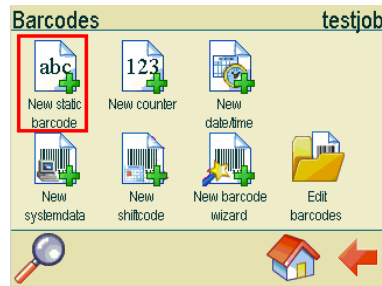 Barcodes testjob
abc 123
New static New counter New
barcode date/time
New New New barcode Edit
systemdata shiftcode wizard barcodes